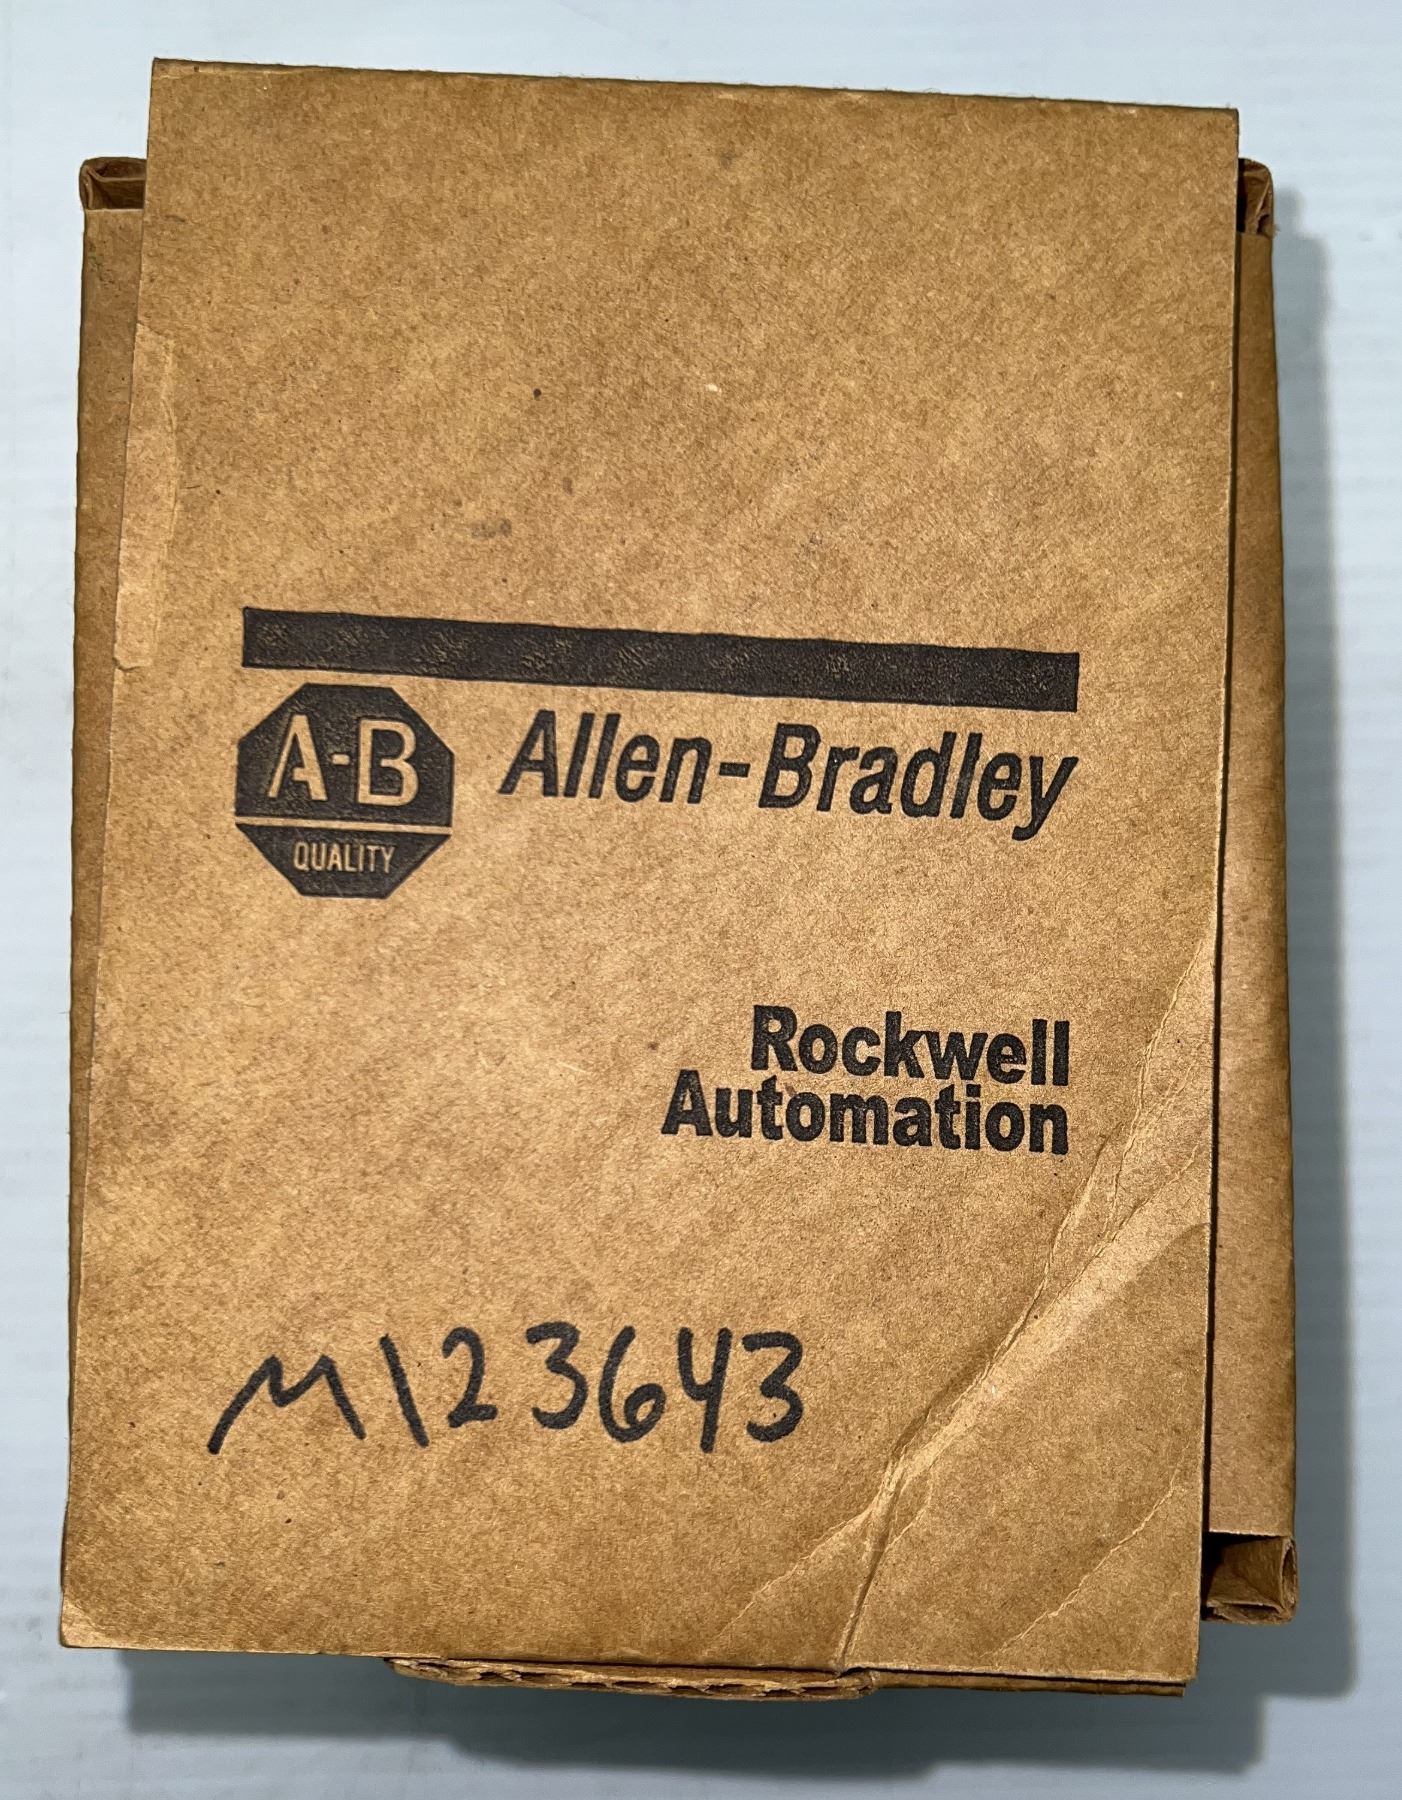 A-B
QUALITY
Allen-Bradley
Rockwell
Automation
M123643